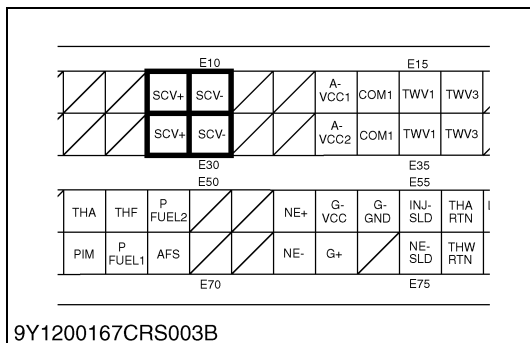 E10 E15
SCV+ SCV- A-VCC1 COM1 TWV1 TWV3
SCV+ SCV- A-VCC2 COM1 TWV1 TWV3
E30 E35
E50 E55
THA THF P FUEL2 NE+ G-VCC G-GND INJ-SLD THA RTN
PIM P FUEL1 AFS NE- G+ NE-SLD THW RTN
E70 E75
9Y1200167CRS003B